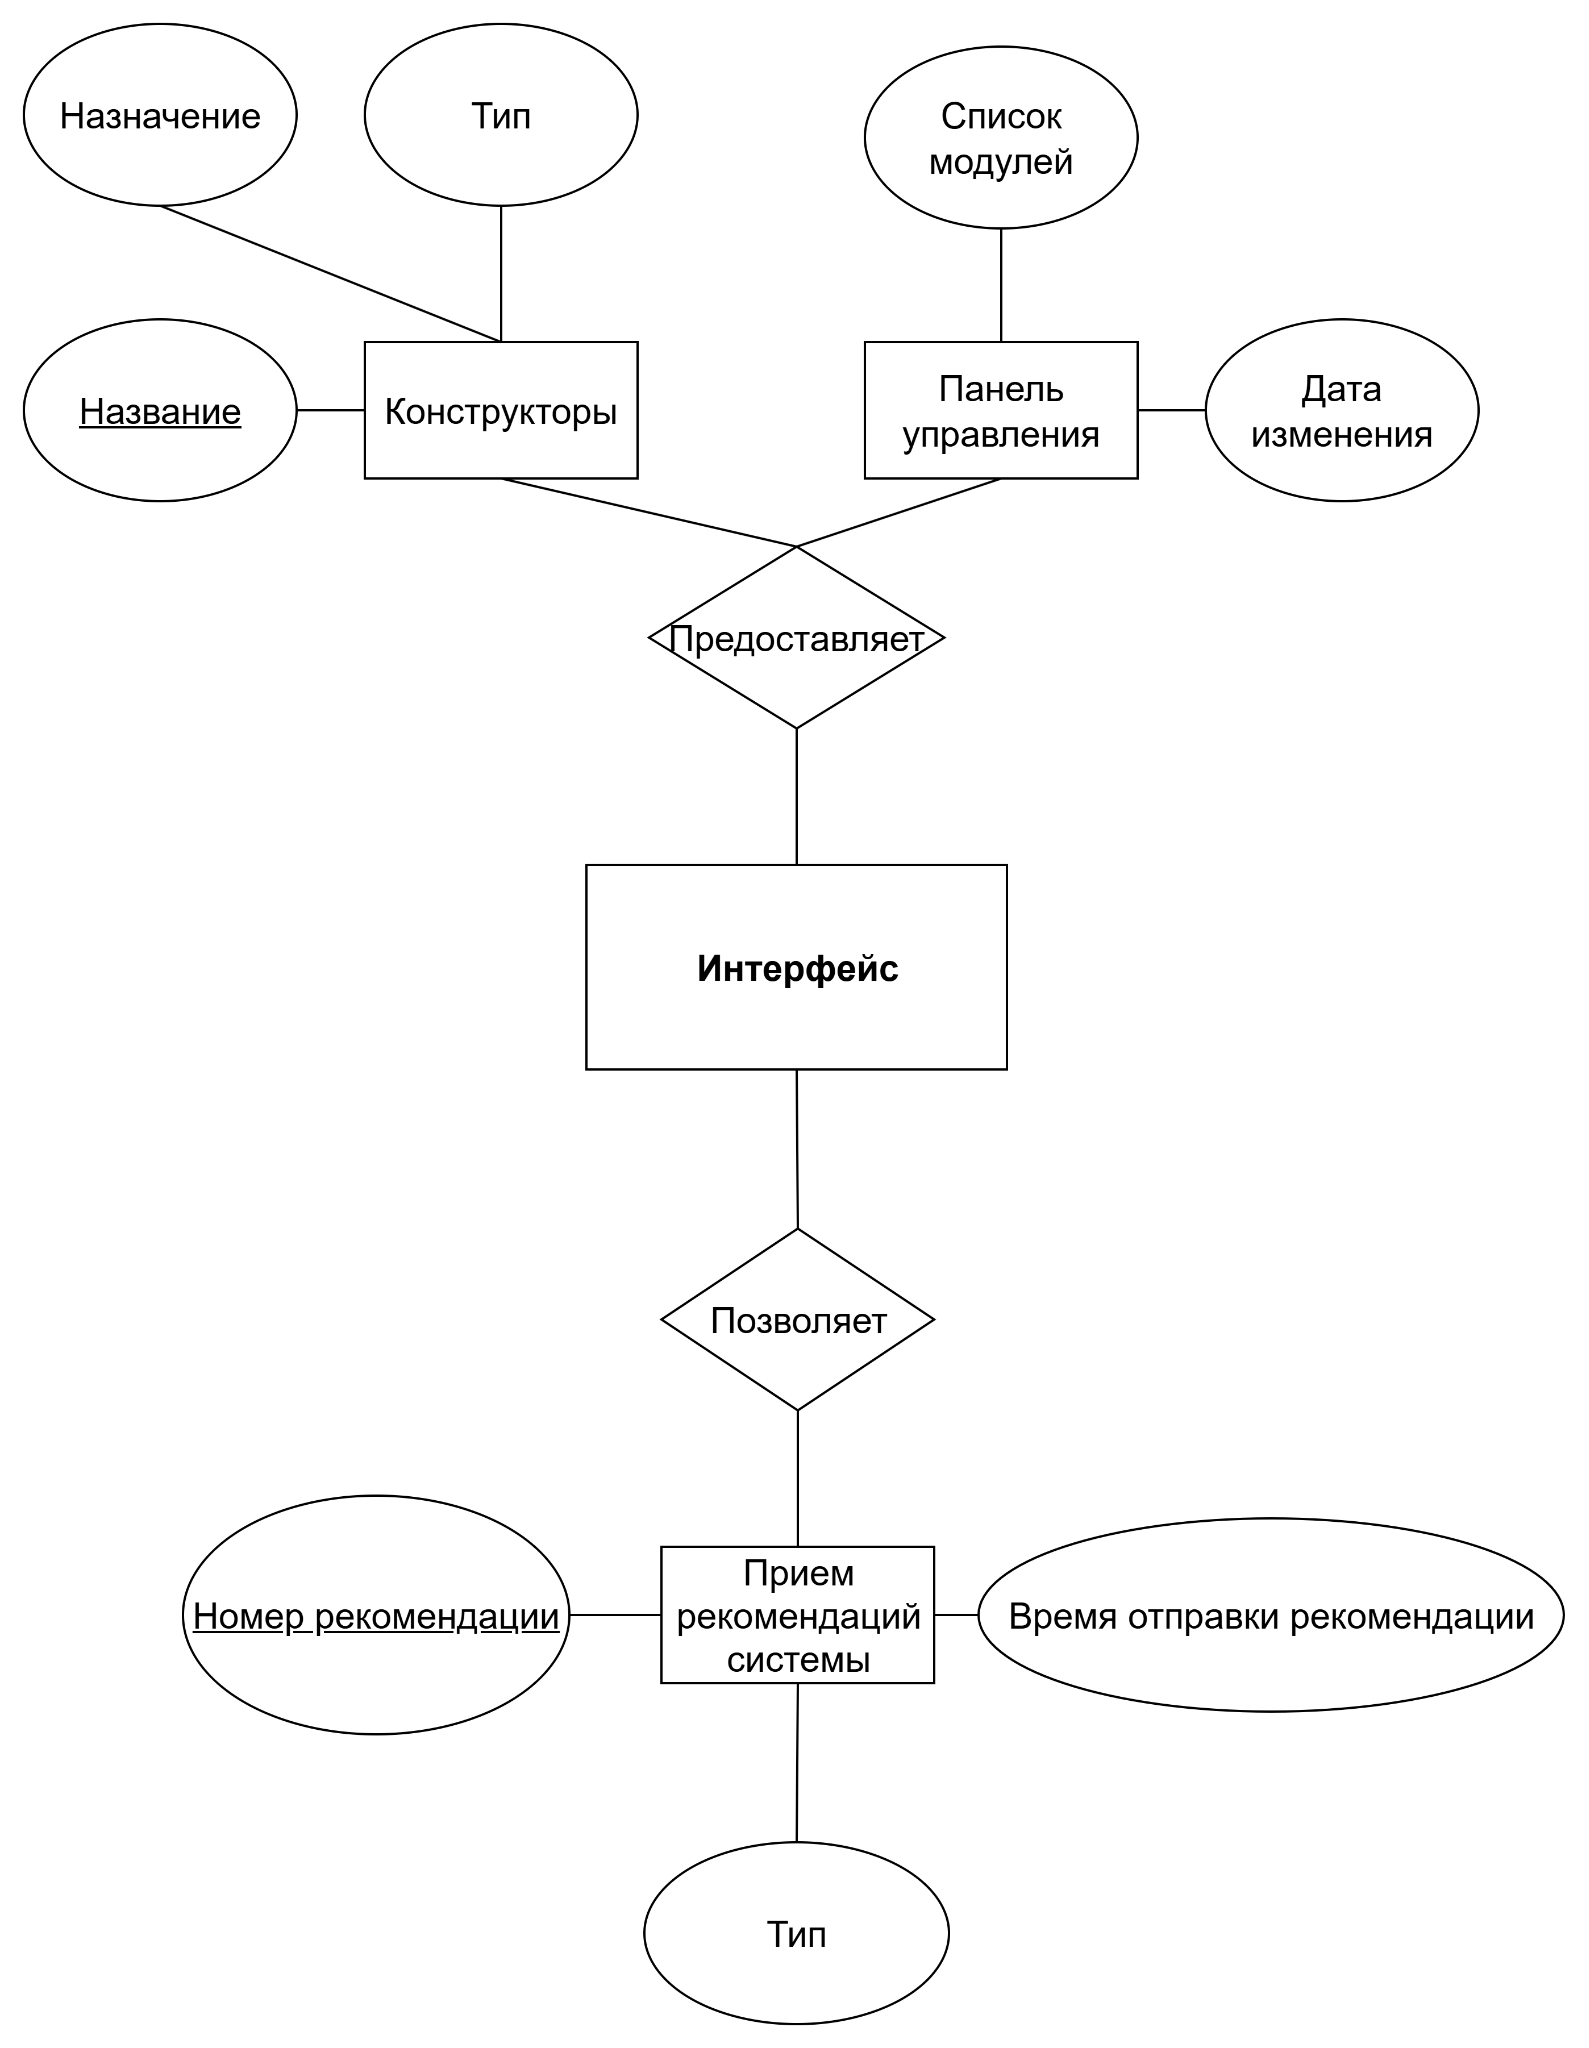 Назначение
Тип
Список
модулей
Название
Конструкторы
Панель
управления
Дата
изменения
Предоставляет
Интерфейс
Позволяет
Номер рекомендации
Прием
рекомендаций
системы
Время отправки рекомендации
Тип